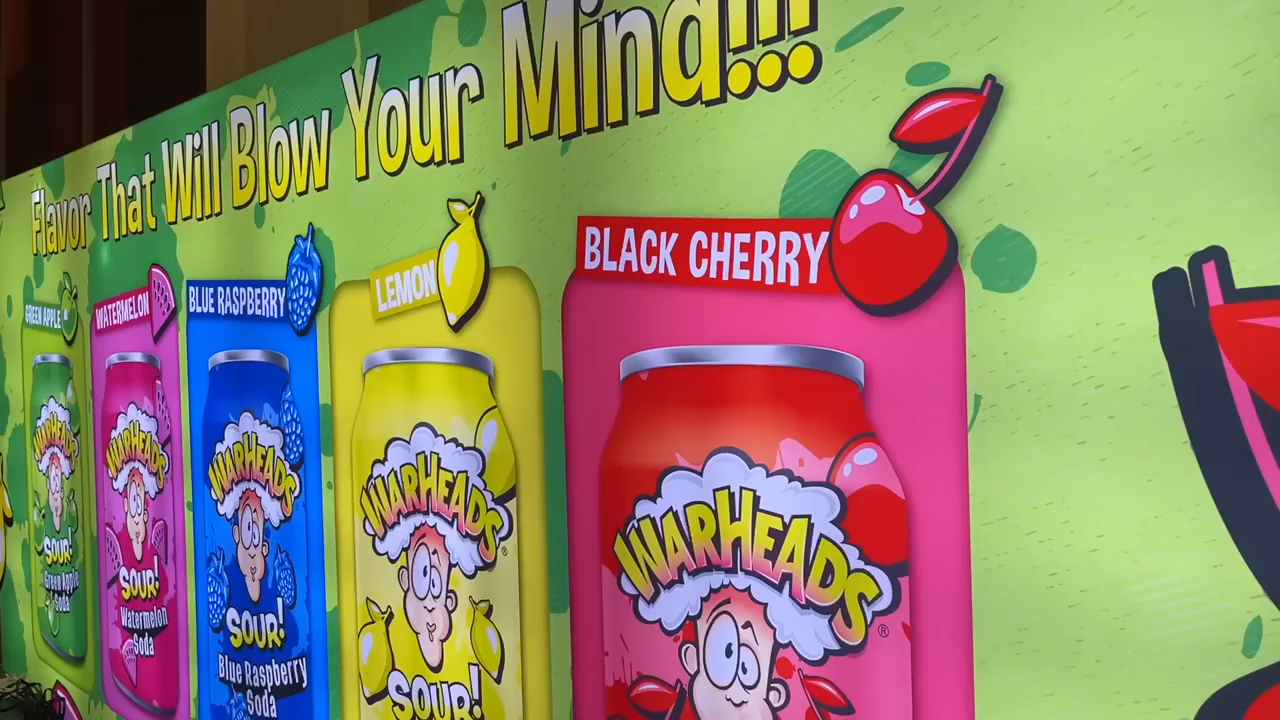 Flavor That Will Blow Your Mind!!!
GREEN APPLE
WATERMELON
BLUE RASPBERRY
LEMON
BLACK CHERRY
WARHEADS
SOUR!
Green Apple
Soda
WARHEADS
SOUR!
Watermelon
Soda
WARHEADS
SOUR!
Blue Raspberry
Soda
WARHEADS®
SOUR!
WARHEADS®